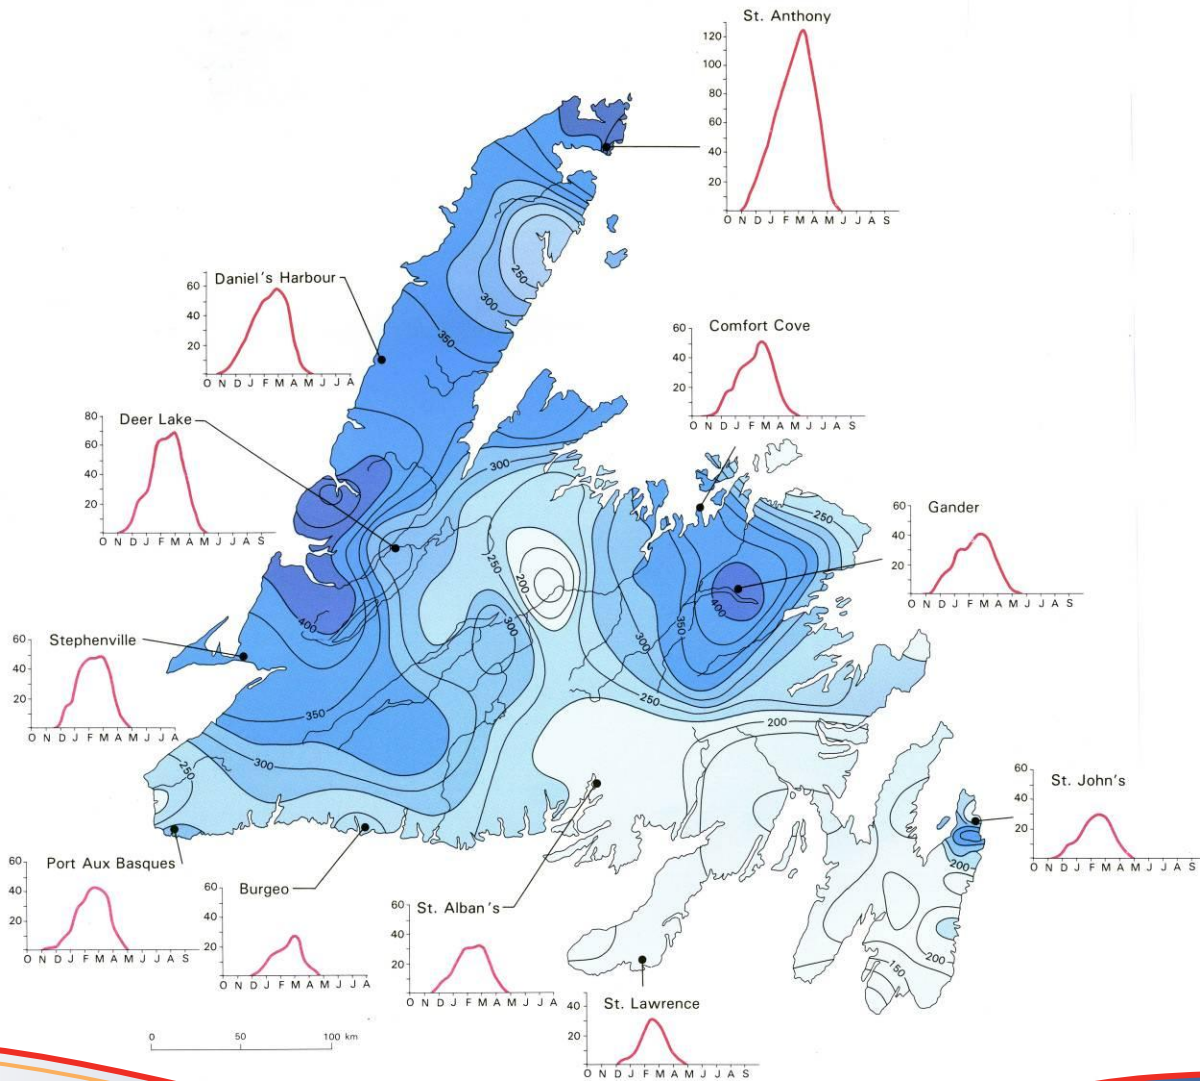 St. Anthony
120
100
80
60
40
20
O N D J F M A M J J A S
Daniel's Harbour
60
40
20
O N D J F M A M J J A
250
300
350
Comfort Cove
60
40
20
O N D J F M A M J J A S
Deer Lake
80
60
40
20
O N D J F M A M J J A S
300
250
Gander
60
40
20
O N D J F M A M J J A S
250
200
400
300
350
300
400
Stephenville
60
40
20
O N D J F M A M J J A
350
250
200
300
250
St. John's
60
40
20
O N D J F M A M J J A S
Port Aux Basques
60
40
20
O N D J F M A M J J A S
Burgeo
60
40
20
O N D J F M A M J J A
St. Alban's
60
40
20
O N D J F M A M J J A
200
200
150
St. Lawrence
40
20
O N D J F M A M J J A S
0 50 100 km